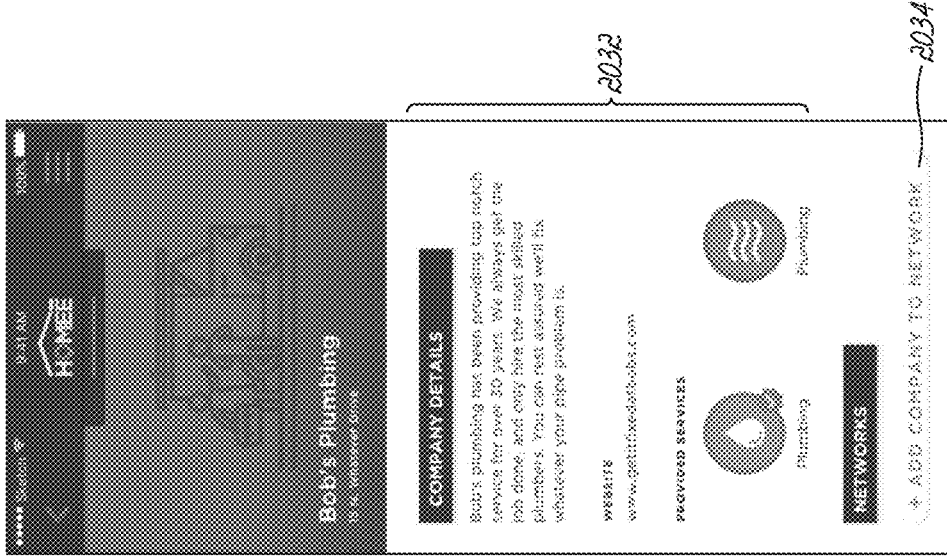 9:41 AM
HOMEE
Bob's Plumbing
COMPANY DETAILS
Bob's plumbing has been providing top notch
service for over 30 years. We always get the
job done, and only hire the most skilled
plumbers. You can rest assured we'll fix
whatever your pipe problem is.
WEBSITE
PROVIDED SERVICES
Plumbing
Plumbing
NETWORKS
+ ADD COMPANY TO NETWORK
2032
2034